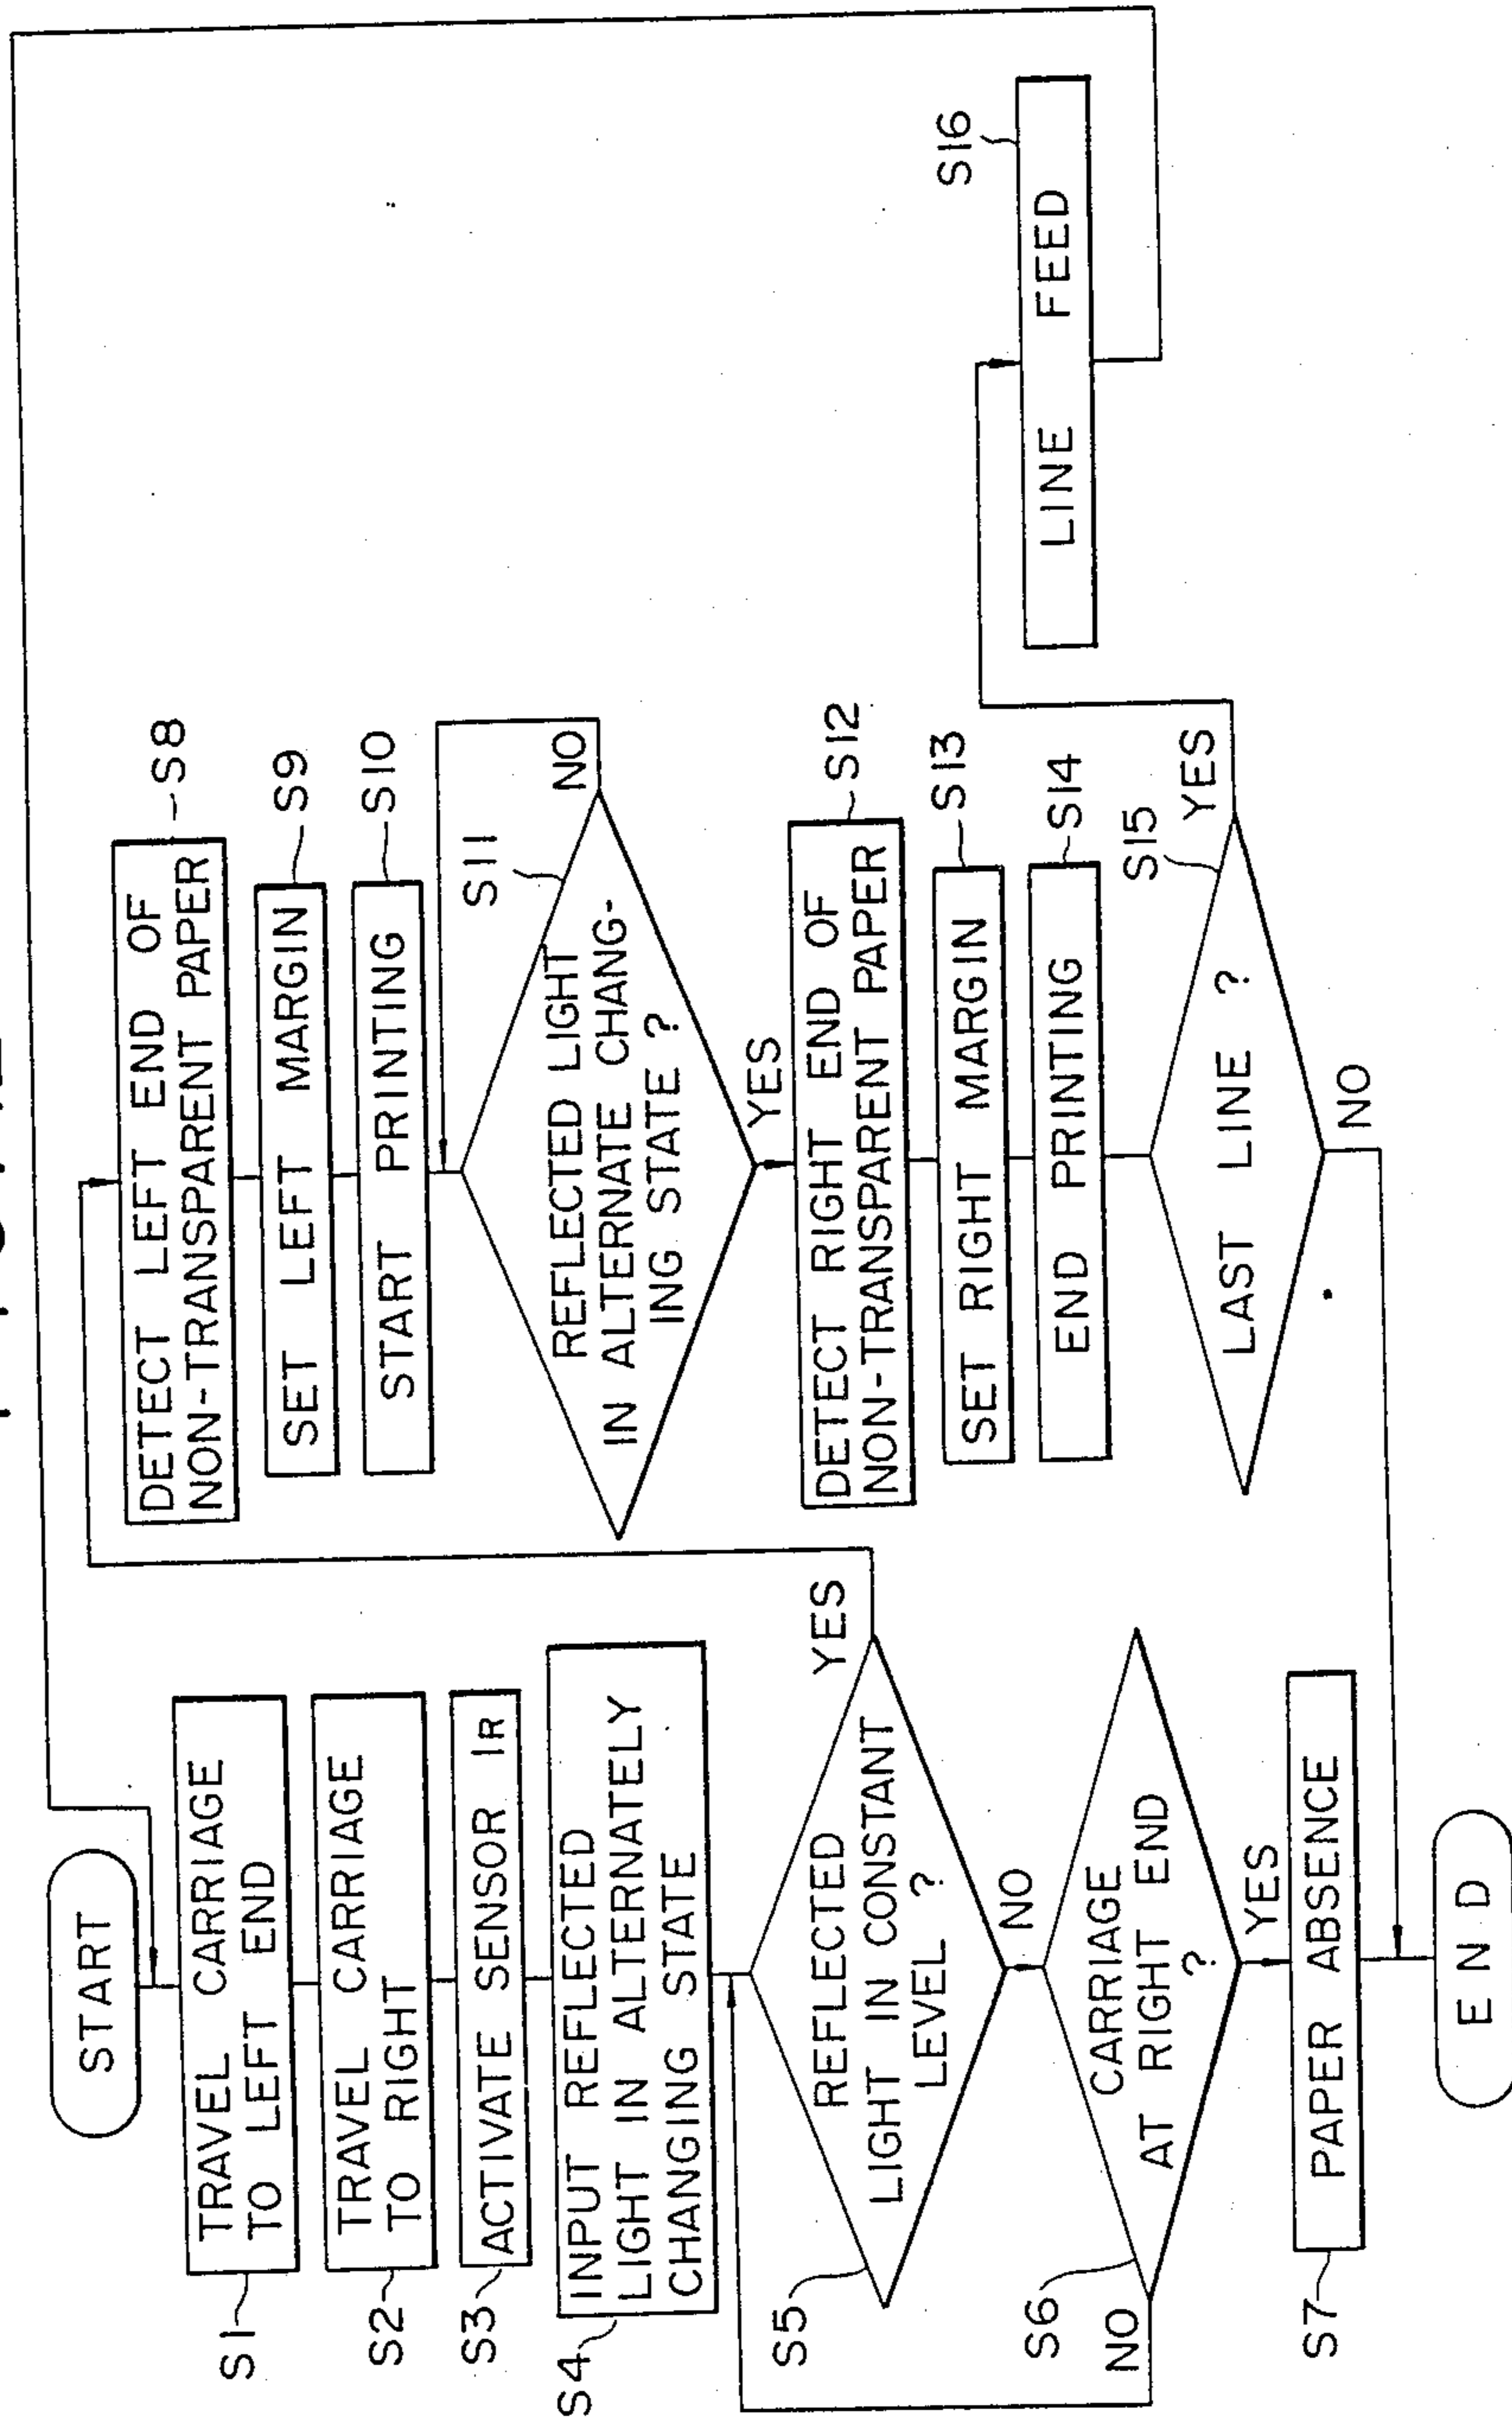 START
TRAVEL CARRIAGE
TO LEFT END
S1
TRAVEL CARRIAGE
TO RIGHT
S2
ACTIVATE SENSOR 1R
S3
INPUT REFLECTED
LIGHT IN ALTERNATELY
CHANGING STATE
S4
REFLECTED
LIGHT IN CONSTANT
LEVEL ?
S5
YES
NO
CARRIAGE
AT RIGHT END
?
S6
NO
YES
PAPER ABSENCE
S7
END
DETECT LEFT END OF
NON-TRANSPARENT PAPER
S8
SET LEFT MARGIN
S9
START PRINTING
S10
REFLECTED LIGHT
IN ALTERNATE CHANG-
ING STATE ?
S11
NO
YES
DETECT RIGHT END OF
NON-TRANSPARENT PAPER
S12
SET RIGHT MARGIN
S13
END PRINTING
S14
LAST LINE ?
S15
YES
NO
LINE FEED
S16